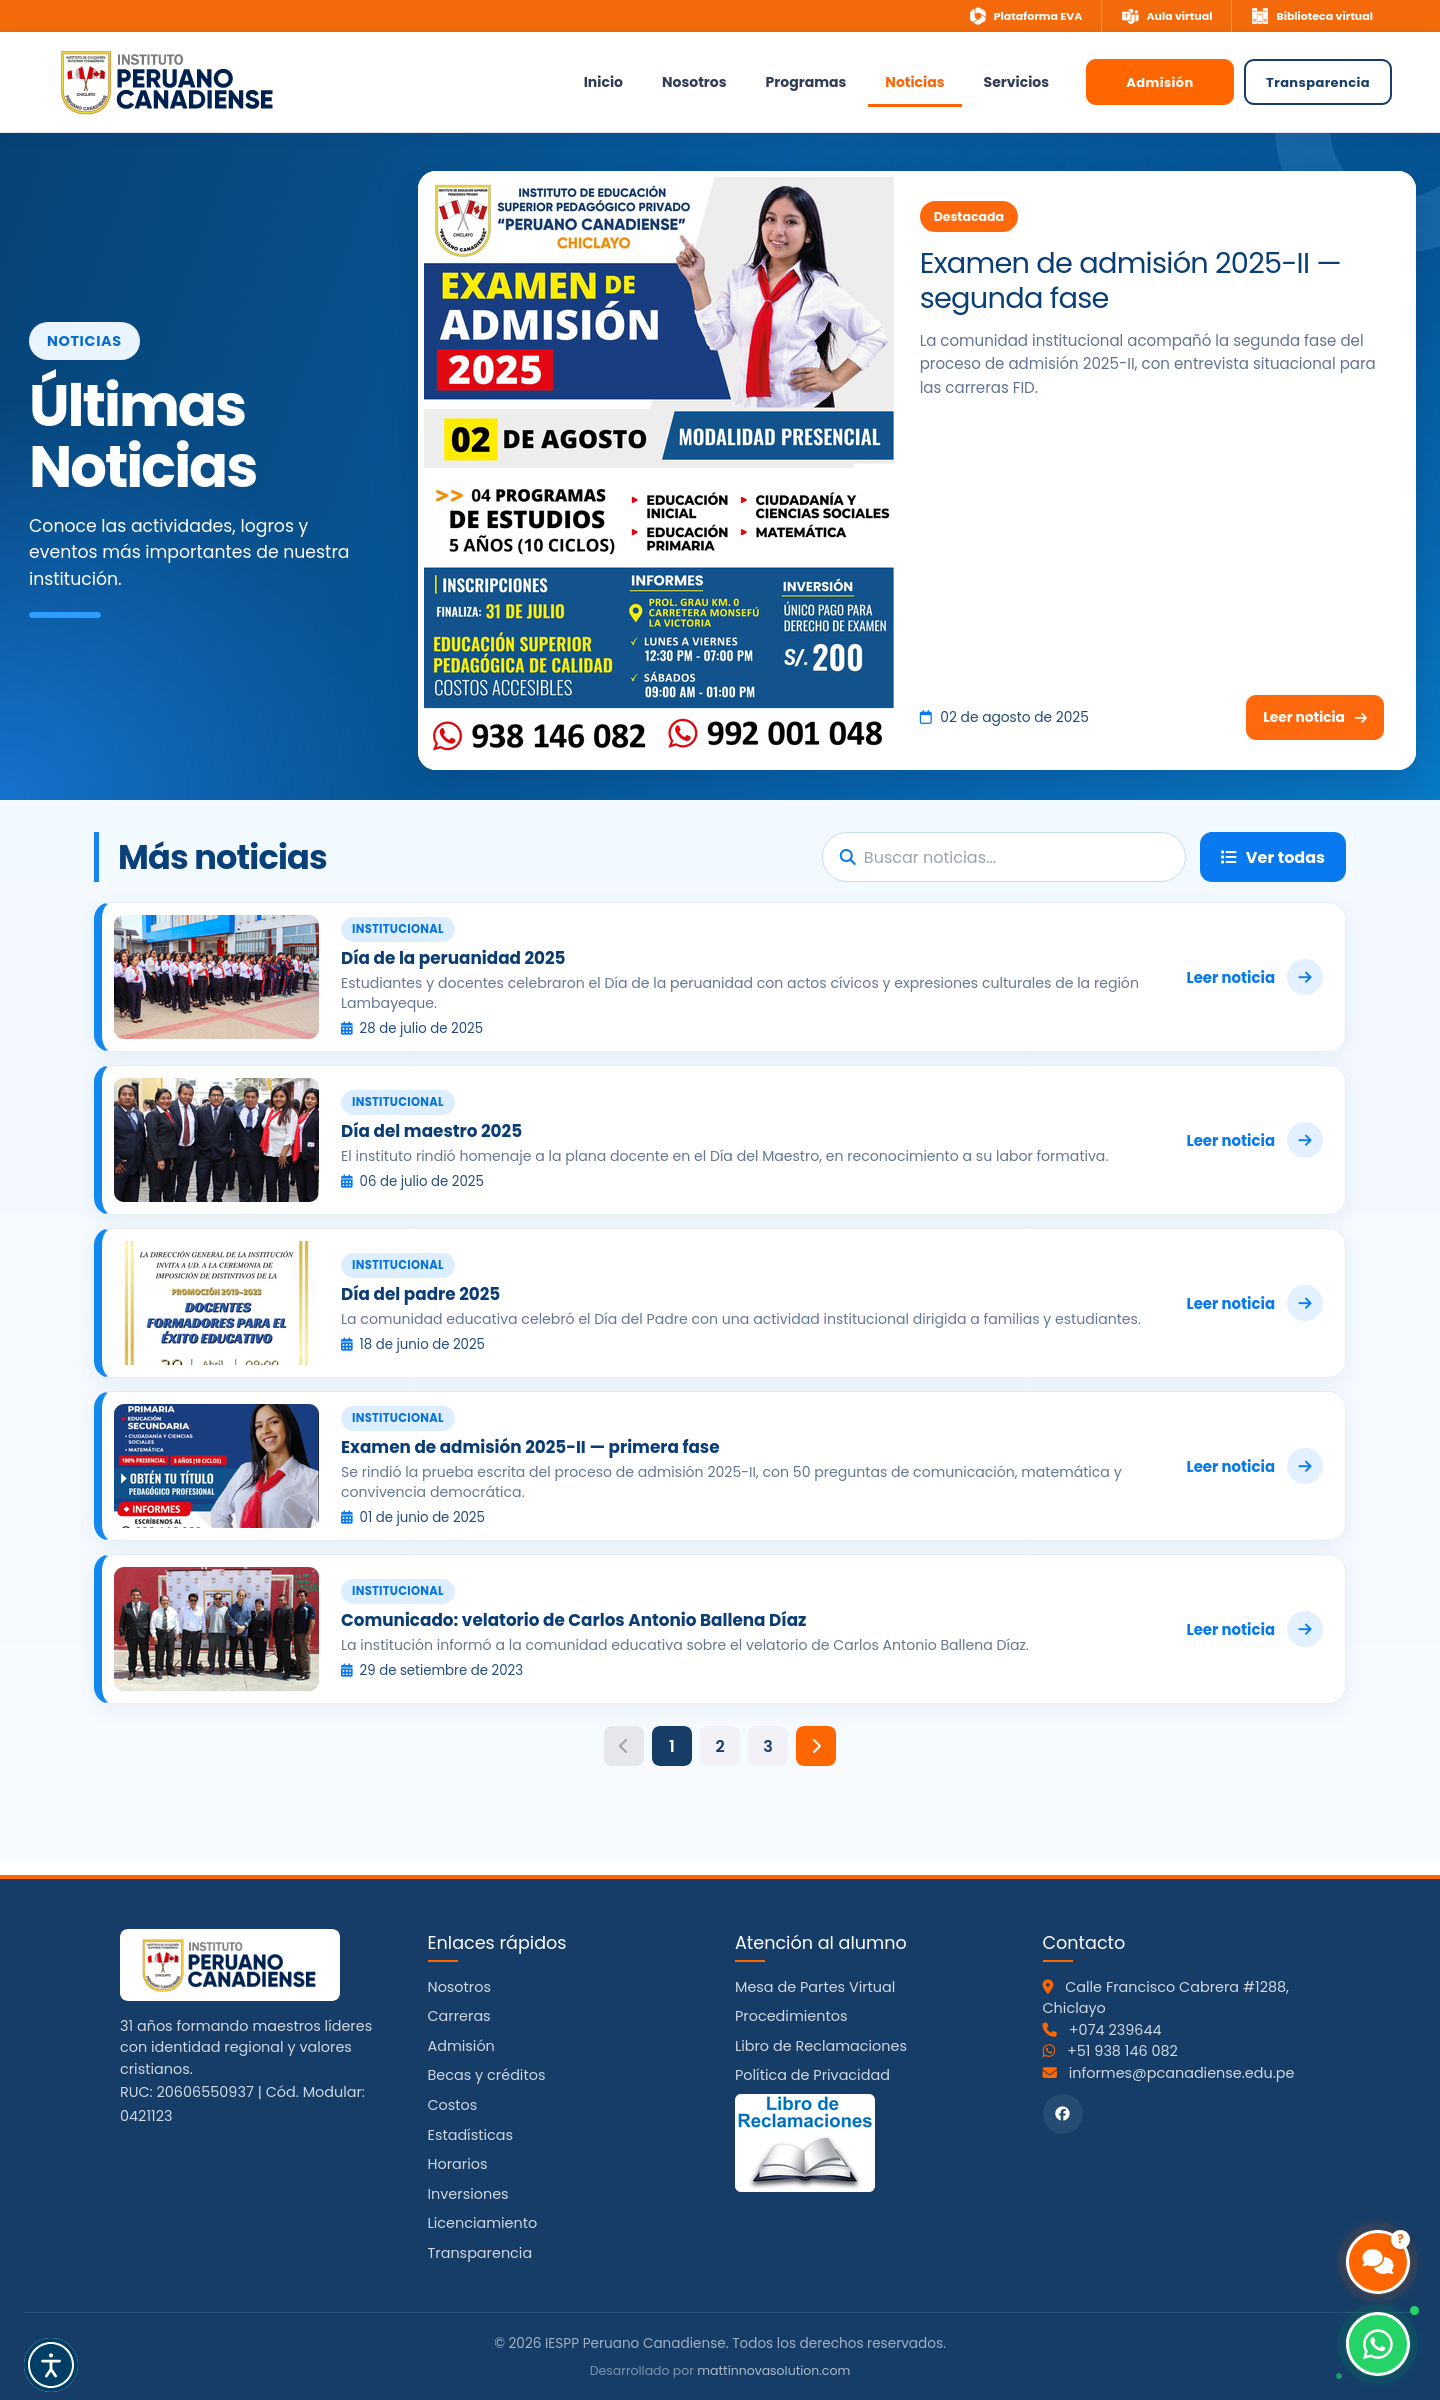 Plataforma EVA
Aula virtual
Biblioteca virtual
INSTITUTO
PERUANO
CANADIENSE
CHICLAYO
Inicio
Nosotros
Programas
Noticias
Servicios
Admisión
Transparencia
NOTICIAS
Últimas
Noticias
Conoce las actividades, logros y
eventos más importantes de nuestra
institución.
INSTITUTO DE EDUCACIÓN
SUPERIOR PEDAGÓGICO PRIVADO
“PERUANO CANADIENSE”
CHICLAYO
CHICLAYO
EXAMEN DE
ADMISIÓN
2025
02 DE AGOSTO
MODALIDAD PRESENCIAL
>> 04 PROGRAMAS
DE ESTUDIOS
5 AÑOS (10 CICLOS)
EDUCACIÓN
INICIAL
EDUCACIÓN
PRIMARIA
CIUDADANÍA Y
CIENCIAS SOCIALES
MATEMÁTICA
INSCRIPCIONES
FINALIZA: 31 DE JULIO
EDUCACIÓN SUPERIOR
PEDAGÓGICA DE CALIDAD
COSTOS ACCESIBLES
INFORMES
PROL. GRAU KM. 0
CARRETERA MONSEFÚ
LA VICTORIA
✓ LUNES A VIERNES
12:30 PM - 07:00 PM
✓ SÁBADOS
09:00 AM - 01:00 PM
INVERSIÓN
ÚNICO PAGO PARA
DERECHO DE EXAMEN
S/. 200
938 146 082
992 001 048
Destacada
Examen de admisión 2025-II —
segunda fase
La comunidad institucional acompañó la segunda fase del
proceso de admisión 2025-II, con entrevista situacional para
las carreras FID.
02 de agosto de 2025
Leer noticia
Más noticias
Buscar noticias...
Ver todas
INSTITUCIONAL
Día de la peruanidad 2025
Estudiantes y docentes celebraron el Día de la peruanidad con actos cívicos y expresiones culturales de la región
Lambayeque.
28 de julio de 2025
Leer noticia
INSTITUCIONAL
Día del maestro 2025
El instituto rindió homenaje a la plana docente en el Día del Maestro, en reconocimiento a su labor formativa.
06 de julio de 2025
Leer noticia
LA DIRECCIÓN GENERAL DE LA INSTITUCIÓN
INVITA A UD. A LA CEREMONIA DE
IMPOSICIÓN DE DISTINTIVOS DE LA
PROMOCIÓN 2019-2023
DOCENTES
FORMADORES PARA EL
ÉXITO EDUCATIVO
20 | Abril | 09:00
INSTITUCIONAL
Día del padre 2025
La comunidad educativa celebró el Día del Padre con una actividad institucional dirigida a familias y estudiantes.
18 de junio de 2025
Leer noticia
PRIMARIA
EDUCACIÓN
SECUNDARIA
CIUDADANÍA Y CIENCIAS
SOCIALES
MATEMÁTICA
100% PRESENCIAL 5 AÑOS (10 CICLOS)
OBTÉN TU TÍTULO
PEDAGÓGICO PROFESIONAL
INFORMES
ESCRÍBENOS AL
INSTITUCIONAL
Examen de admisión 2025-II — primera fase
Se rindió la prueba escrita del proceso de admisión 2025-II, con 50 preguntas de comunicación, matemática y
convivencia democrática.
01 de junio de 2025
Leer noticia
INSTITUCIONAL
Comunicado: velatorio de Carlos Antonio Ballena Díaz
La institución informó a la comunidad educativa sobre el velatorio de Carlos Antonio Ballena Díaz.
29 de setiembre de 2023
Leer noticia
1
2
3
INSTITUTO
PERUANO
CANADIENSE
31 años formando maestros líderes
con identidad regional y valores
cristianos.
RUC: 20606550937 | Cód. Modular:
0421123
Enlaces rápidos
Nosotros
Carreras
Admisión
Becas y créditos
Costos
Estadísticas
Horarios
Inversiones
Licenciamiento
Transparencia
Atención al alumno
Mesa de Partes Virtual
Procedimientos
Libro de Reclamaciones
Política de Privacidad
Libro de
Reclamaciones
Contacto
Calle Francisco Cabrera #1288,
Chiclayo
+074 239644
+51 938 146 082
informes@pcanadiense.edu.pe
?
© 2026 IESPP Peruano Canadiense. Todos los derechos reservados.
Desarrollado por mattinnovasolution.com